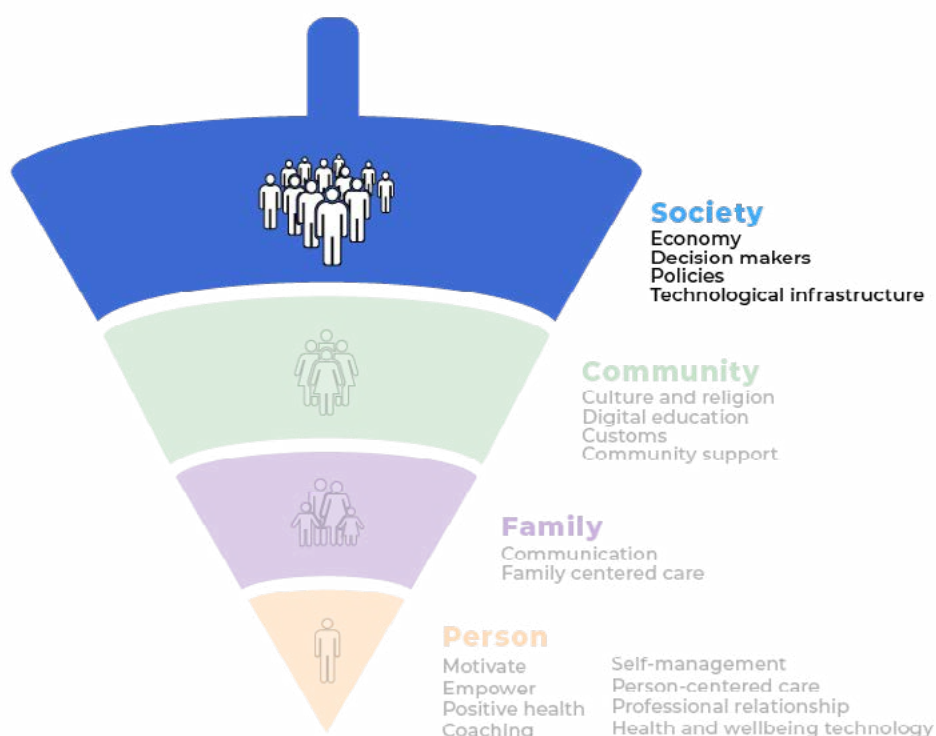 Society
Economy
Decision makers
Policies
Technological infrastructure
Community
Culture and religion
Digital education
Customs
Community support
Family
Communication
Family centered care
Person
Motivate
Empower
Positive health
Coaching
Self-management
Person-centered care
Professional relationship
Health and wellbeing technology